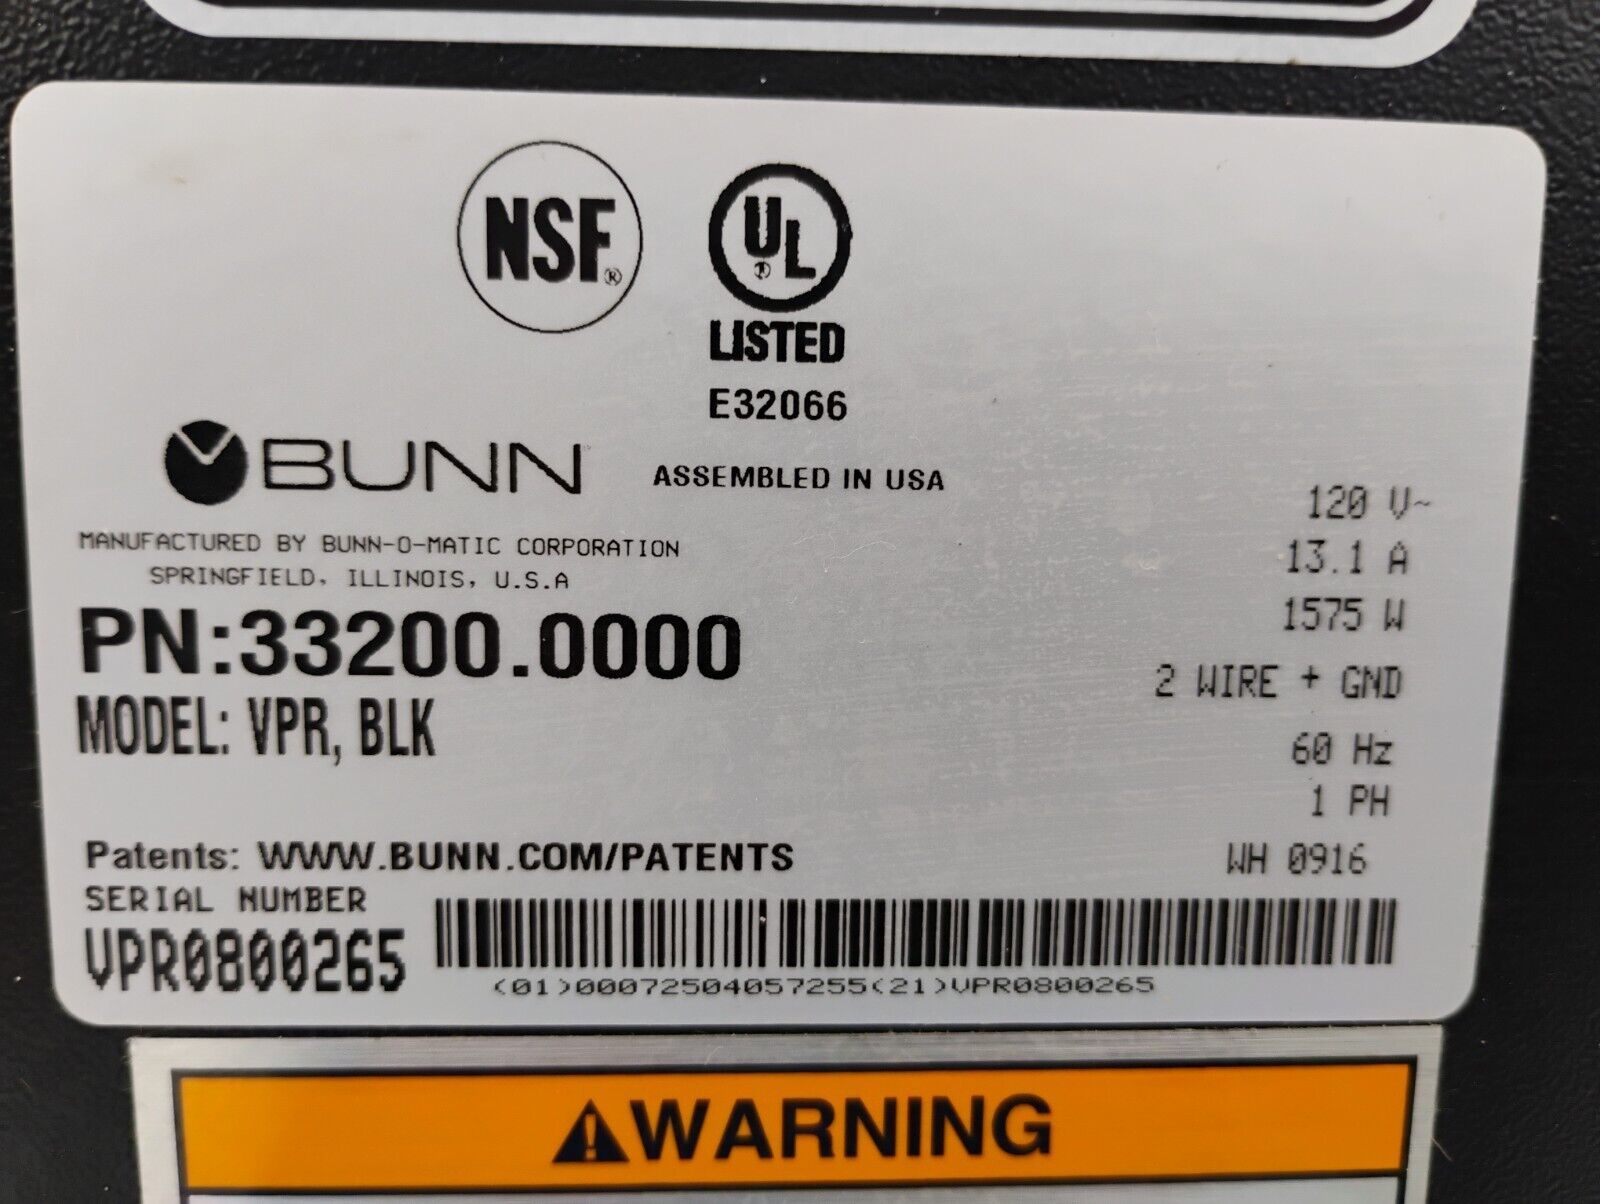 NSF®
UL®
LISTED
E32066
BUNN
ASSEMBLED IN USA
MANUFACTURED BY BUNN-O-MATIC CORPORATION
SPRINGFIELD, ILLINOIS, U.S.A
PN:33200.0000
MODEL: VPR, BLK
120 V~
13.1 A
1575 W
2 WIRE + GND
60 Hz
1 PH
WH 0916
Patents: WWW.BUNN.COM/PATENTS
SERIAL NUMBER
VPR0800265
(01)00072504057255(21)VPR0800265
WARNING